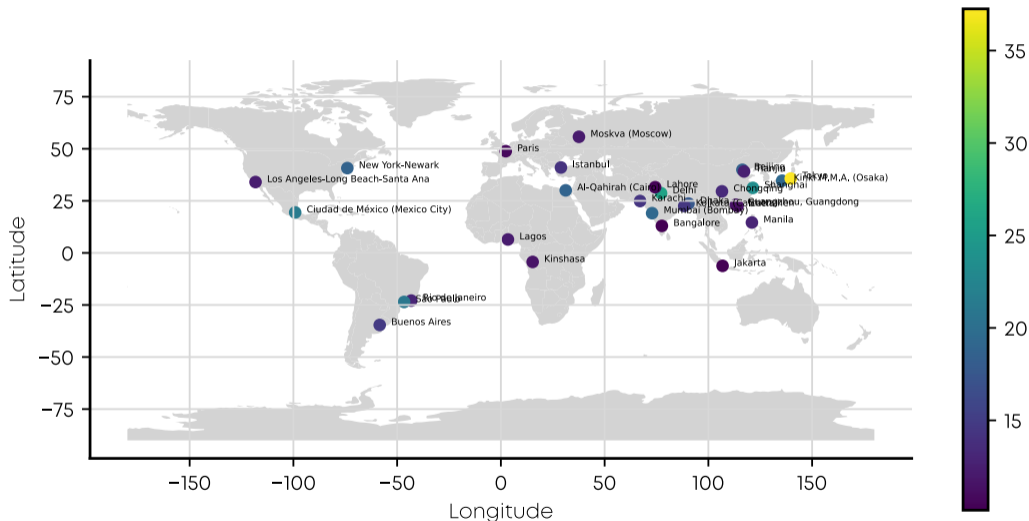 75
50
25
0
−25
−50
−75
Latitude
−150
−100
−50
0
50
100
150
Longitude
35
30
25
20
15
Moskva (Moscow)
Paris
Istanbul
New York-Newark
Los Angeles-Long Beach-Santa Ana
Al-Qahirah (Cairo)
Ciudad de México (Mexico City)
Lahore
Delhi
Karachi
Mumbai (Bombay)
Bangalore
Dhaka
Chongqing
Beijing
Tianjin
Shanghai
Tokyo
Kinki M.M.A. (Osaka)
Guangzhou, Guangdong
Manila
Lagos
Kinshasa
Jakarta
Rio de Janeiro
São Paulo
Buenos Aires